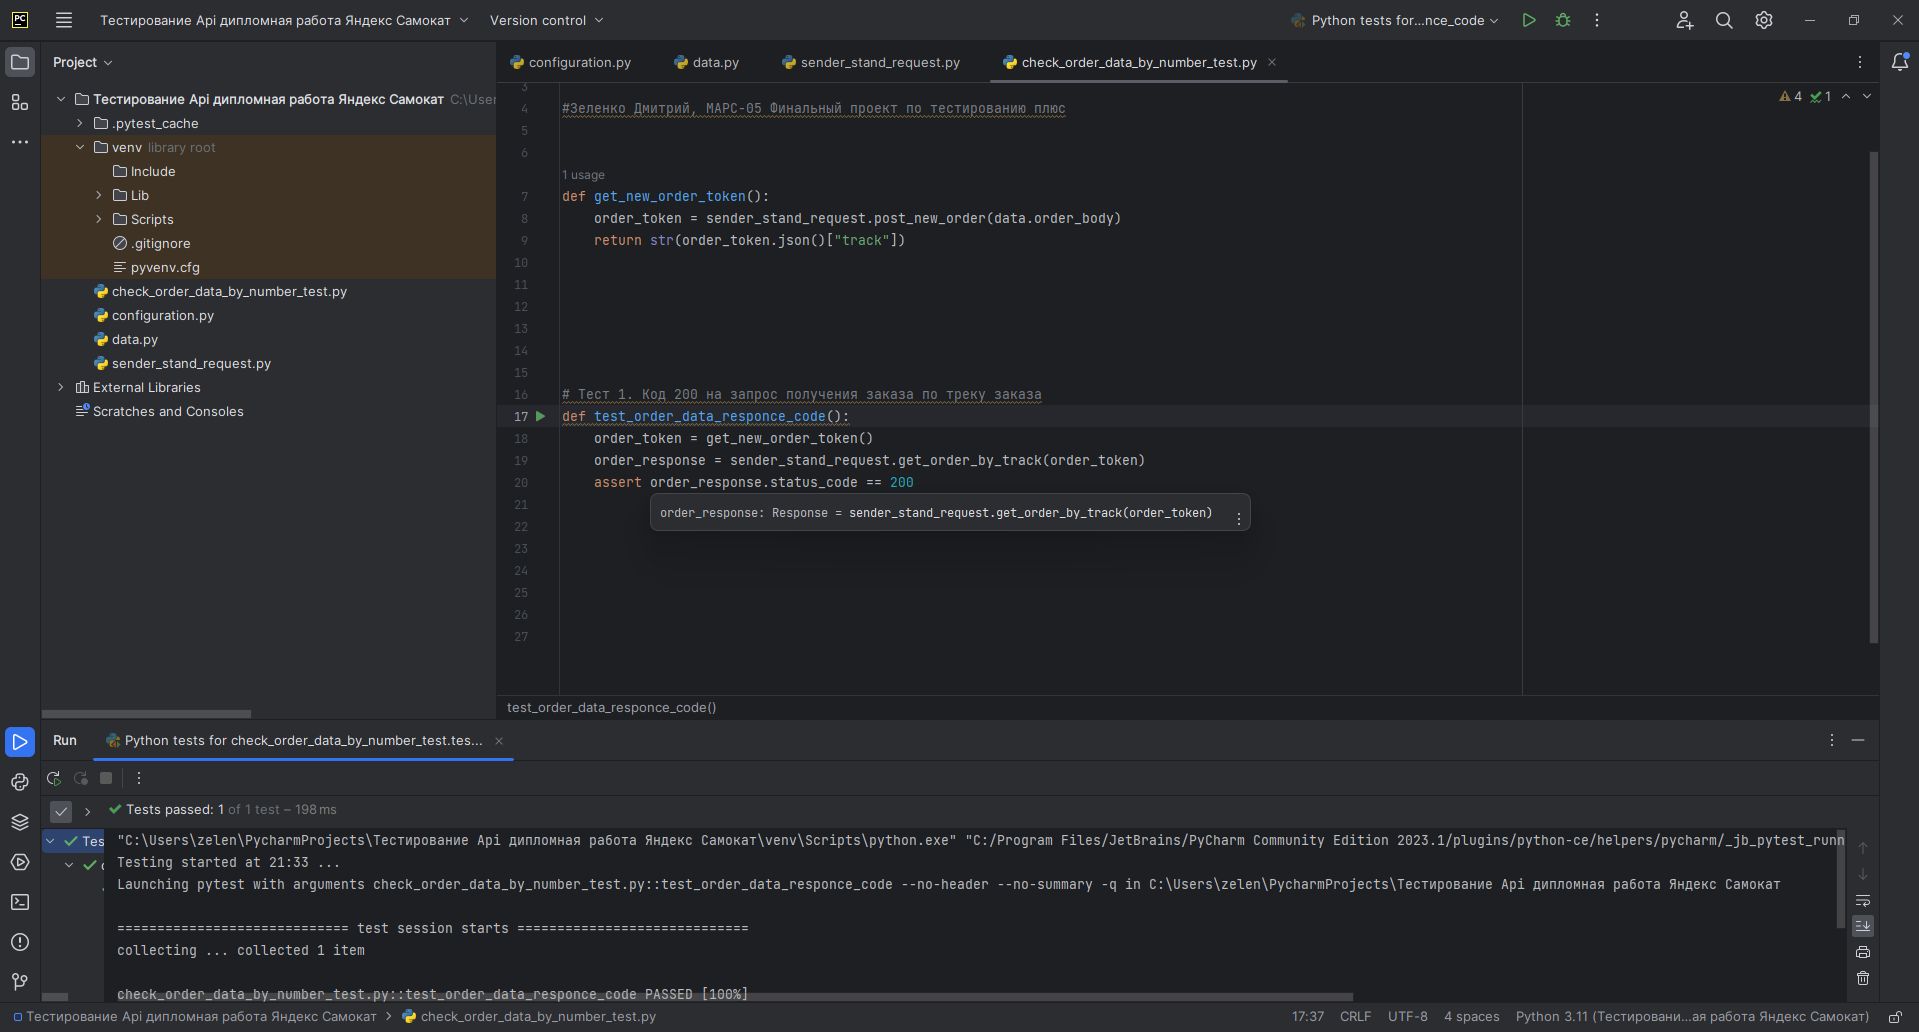 PC
Тестирование Api дипломная работа Яндекс Самокат
Version control
Python tests for...nce_code
Project
configuration.py
data.py
sender_stand_request.py
check_order_data_by_number_test.py
Тестирование Api дипломная работа Яндекс Самокат C:\User
.pytest_cache
venv library root
Include
Lib
Scripts
.gitignore
pyvenv.cfg
check_order_data_by_number_test.py
configuration.py
data.py
sender_stand_request.py
External Libraries
Scratches and Consoles
4 1
3
4 #Зеленко Дмитрий, МАРС-05 Финальный проект по тестированию плюс
5
6
1 usage
7 def get_new_order_token():
8 order_token = sender_stand_request.post_new_order(data.order_body)
9 return str(order_token.json()["track"])
10
11
12
13
14
15
16 # Тест 1. Код 200 на запрос получения заказа по треку заказа
17 def test_order_data_responce_code():
18 order_token = get_new_order_token()
19 order_response = sender_stand_request.get_order_by_track(order_token)
20 assert order_response.status_code == 200
21
order_response: Response = sender_stand_request.get_order_by_track(order_token)
22
23
24
25
26
27
test_order_data_responce_code()
Run
Python tests for check_order_data_by_number_test.tes...
Tests passed: 1 of 1 test – 198 ms
Tes
"C:\Users\zelen\PycharmProjects\Тестирование Api дипломная работа Яндекс Самокат\venv\Scripts\python.exe" "C:/Program Files/JetBrains/PyCharm Community Edition 2023.1/plugins/python-ce/helpers/pycharm/_jb_pytest_runn
Testing started at 21:33 ...
Launching pytest with arguments check_order_data_by_number_test.py::test_order_data_responce_code --no-header --no-summary -q in C:\Users\zelen\PycharmProjects\Тестирование Api дипломная работа Яндекс Самокат
============================= test session starts =============================
collecting ... collected 1 item
check_order_data_by_number_test.py::test_order_data_responce_code PASSED [100%]
Тестирование Api дипломная работа Яндекс Самокат
check_order_data_by_number_test.py
17:37
CRLF
UTF-8
4 spaces
Python 3.11 (Тестировани...ая работа Яндекс Самокат)